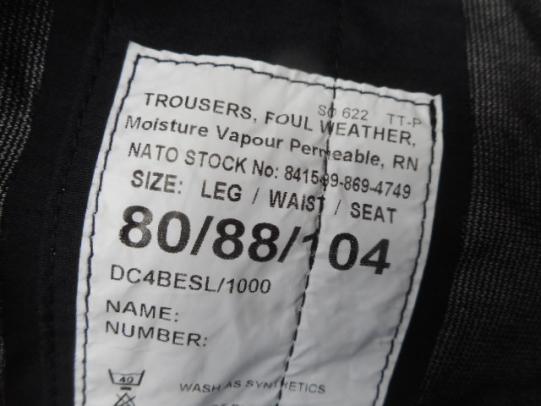 SO 622 TT-P
TROUSERS, FOUL WEATHER,
Moisture Vapour Permeable, RN
NATO STOCK No: 8415-99-869-4749
SIZE: LEG / WAIST / SEAT
80/88/104
DC4BESL/1000
NAME:
NUMBER:
40
WASH AS SYNTHETICS